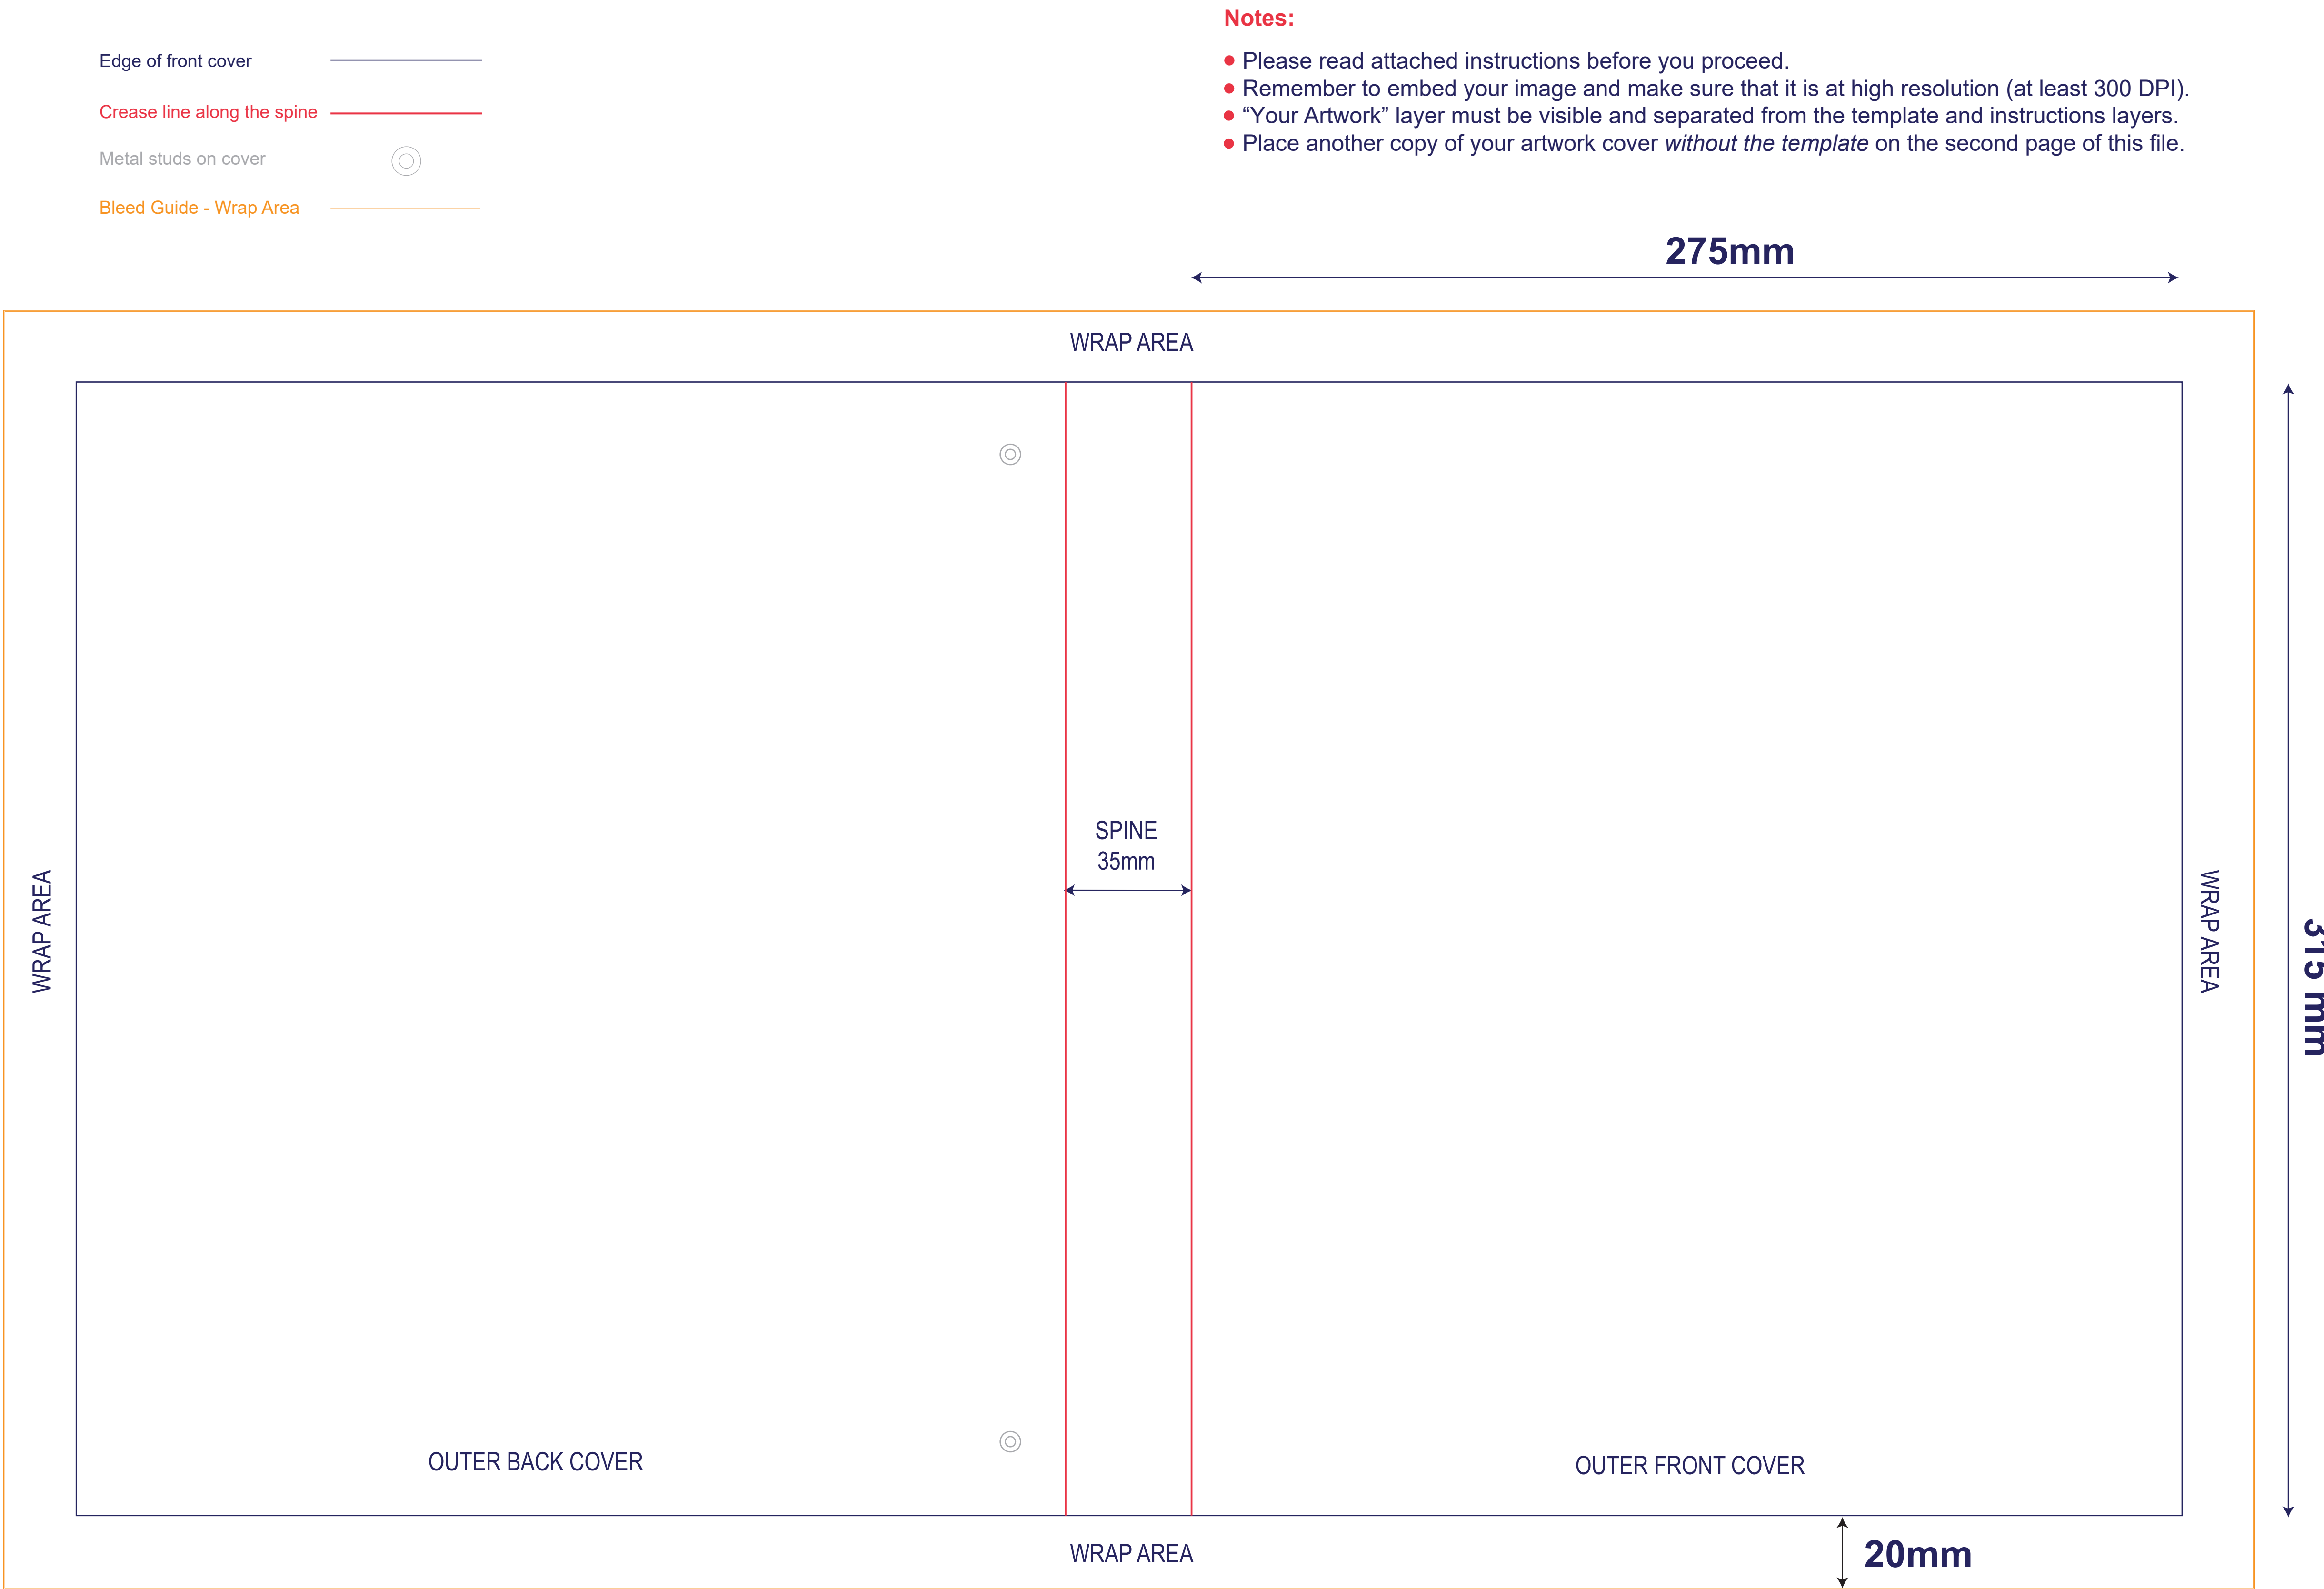 Notes:
Edge of front cover
Crease line along the spine
Metal studs on cover
Bleed Guide - Wrap Area
• Please read attached instructions before you proceed.
• Remember to embed your image and make sure that it is at high resolution (at least 300 DPI).
• “Your Artwork” layer must be visible and separated from the template and instructions layers.
• Place another copy of your artwork cover without the template on the second page of this file.
275mm
WRAP AREA
SPINE
35mm
WRAP AREA
WRAP AREA
315 mm
OUTER BACK COVER
OUTER FRONT COVER
WRAP AREA
20mm